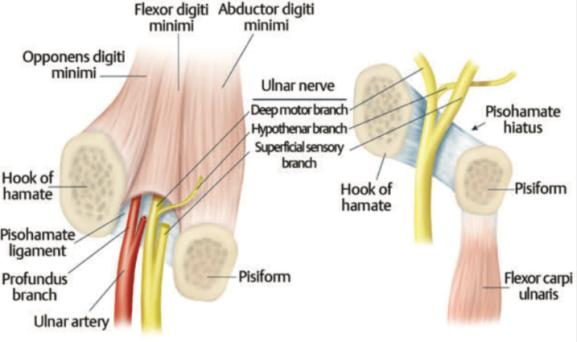 Flexor digiti
minimi
Abductor digiti
minimi
Opponens digiti
minimi
Ulnar nerve
Deep motor branch
Hypothenar branch
Superficial sensory
branch
Pisohamate
hiatus
Hook of
hamate
Hook of
hamate
Pisiform
Pisohamate
ligament
Profundus
branch
Pisiform
Flexor carpi
ulnaris
Ulnar artery